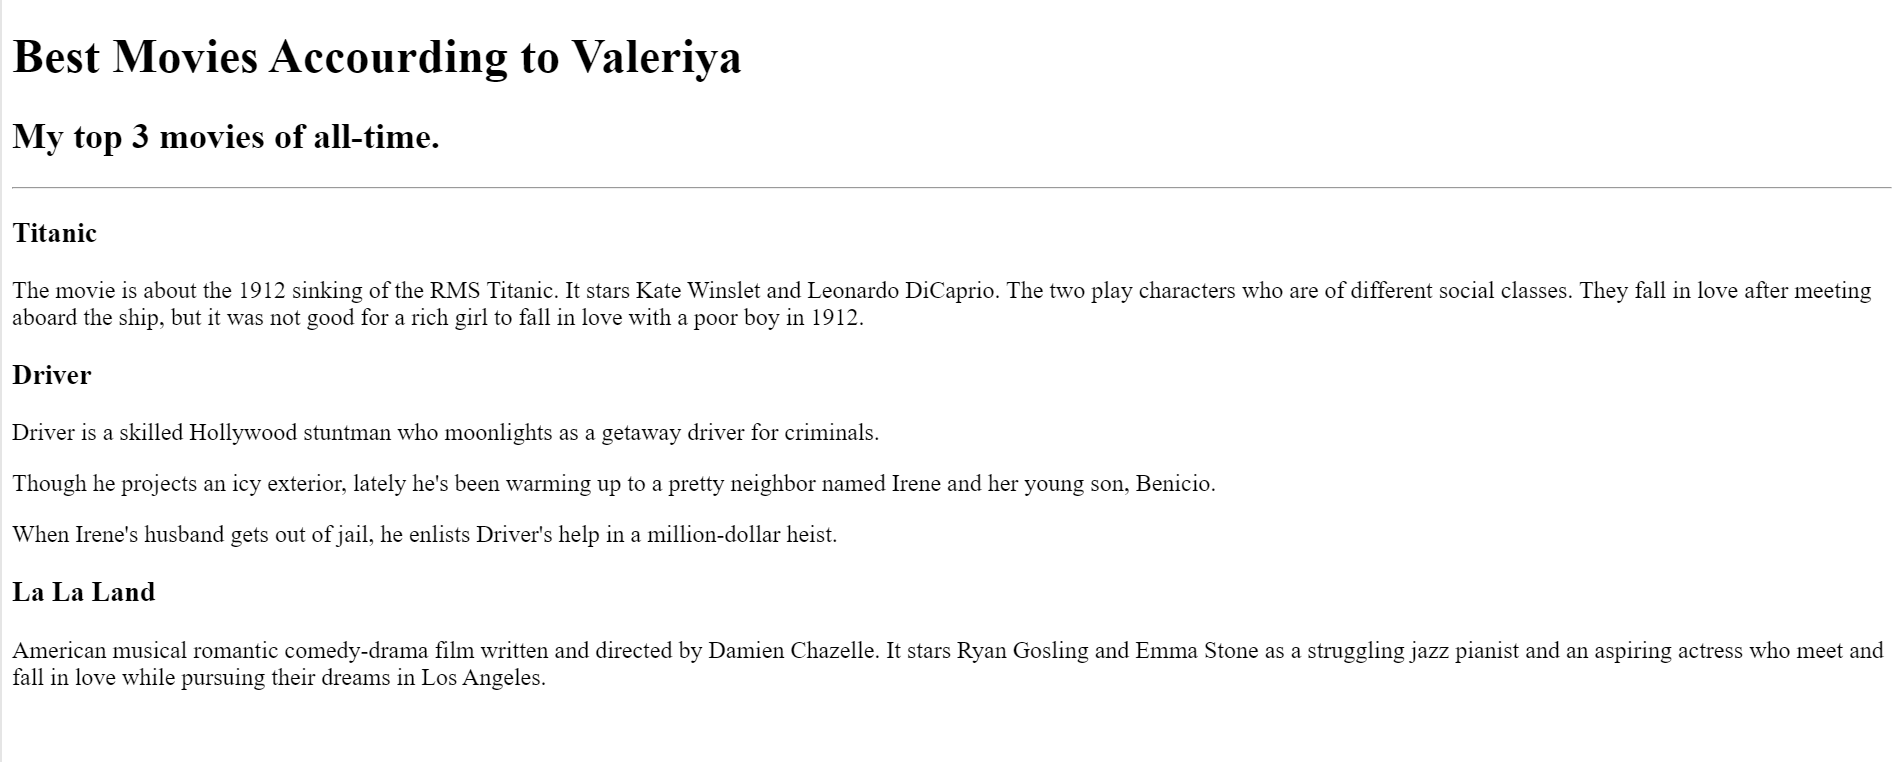 Best Movies Accourding to Valeriya
My top 3 movies of all-time.
Titanic
The movie is about the 1912 sinking of the RMS Titanic. It stars Kate Winslet and Leonardo DiCaprio. The two play characters who are of different social classes. They fall in love after meeting
aboard the ship, but it was not good for a rich girl to fall in love with a poor boy in 1912.
Driver
Driver is a skilled Hollywood stuntman who moonlights as a getaway driver for criminals.
Though he projects an icy exterior, lately he's been warming up to a pretty neighbor named Irene and her young son, Benicio.
When Irene's husband gets out of jail, he enlists Driver's help in a million-dollar heist.
La La Land
American musical romantic comedy-drama film written and directed by Damien Chazelle. It stars Ryan Gosling and Emma Stone as a struggling jazz pianist and an aspiring actress who meet and
fall in love while pursuing their dreams in Los Angeles.